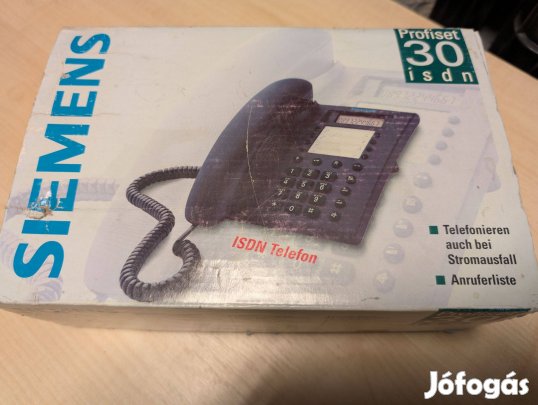 SIEMENS
Profiset
30
isdn
ISDN Telefon
Telefonieren
auch bei
Stromausfall
Anruferliste
Jófogás